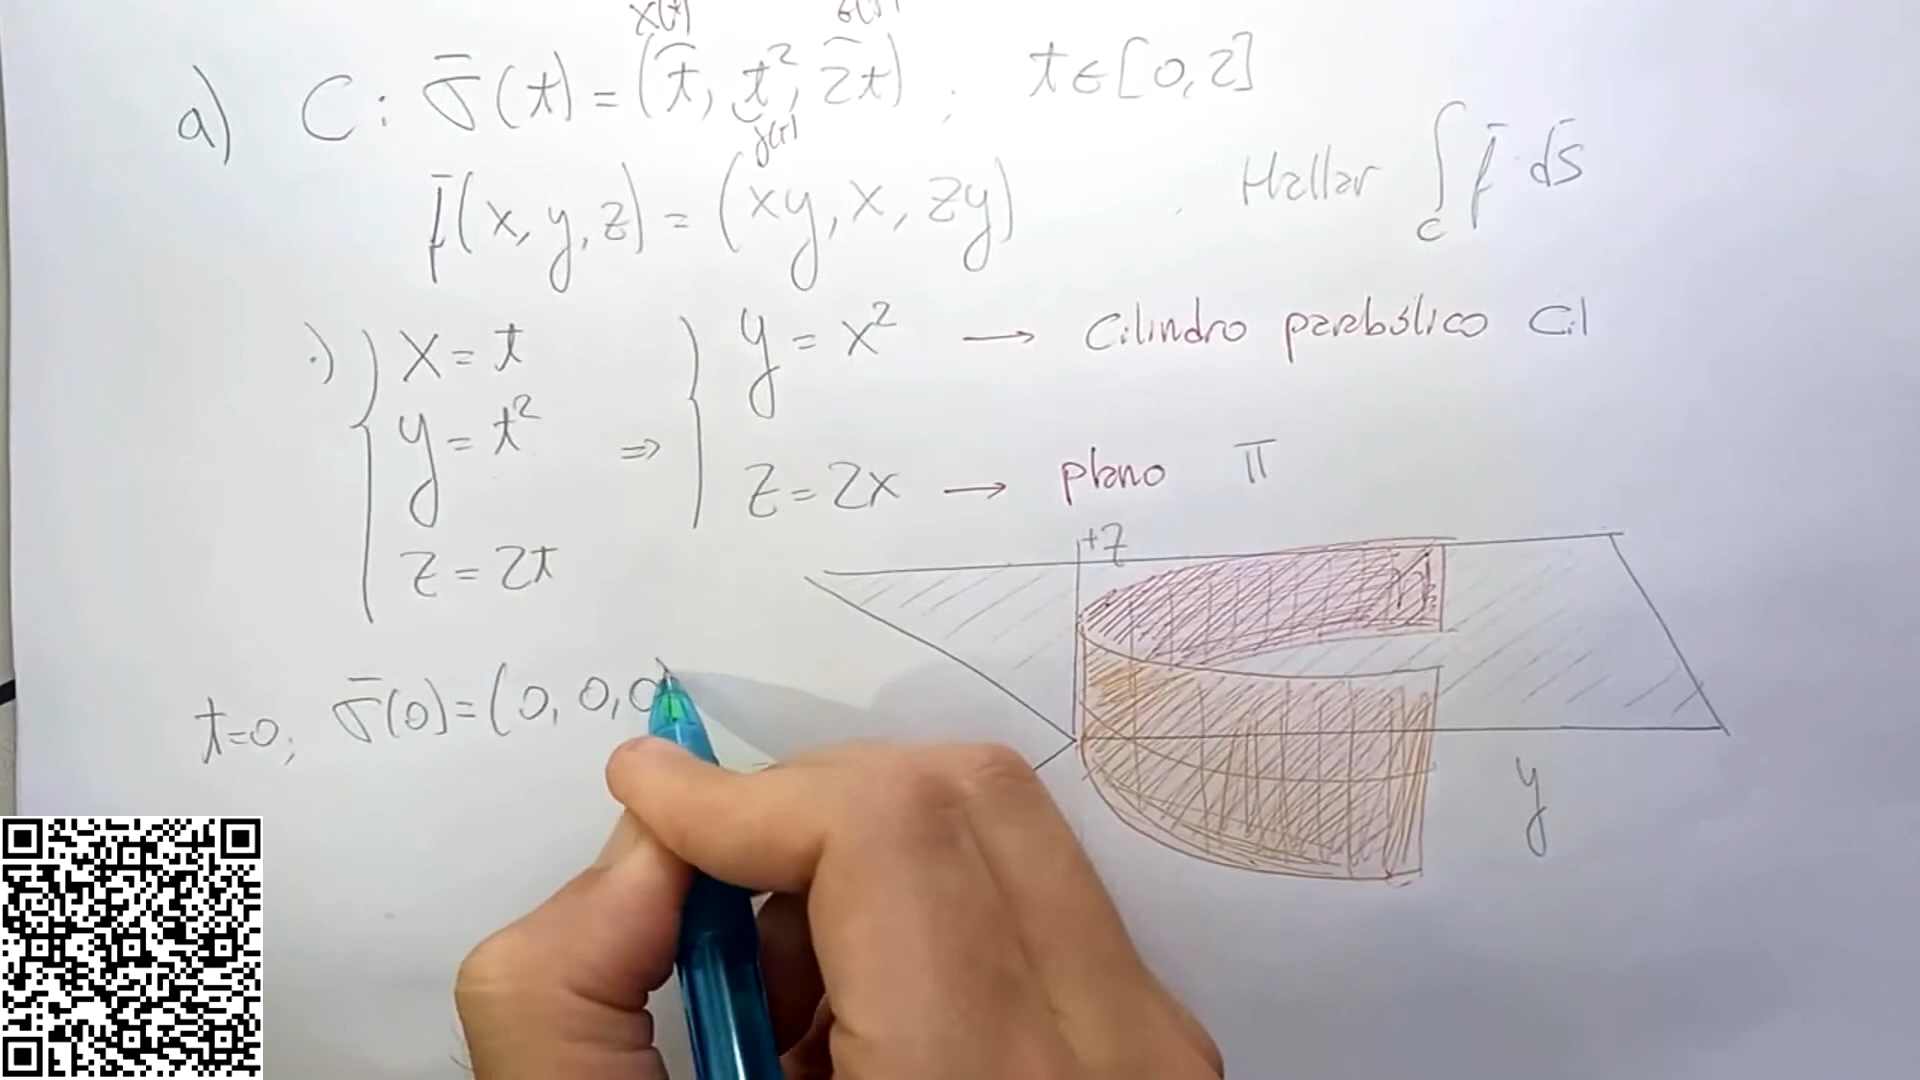 x(t) z(t)
a) C: σ̄(t) = (t, t², 2t) ; t∈[0,2]
y(t)
f̄(x,y,z) = (xy, x, zy) . Hallar ∫_C f̄ · ds̄
·) { x = t
y = t²
z = 2t
⇒ { y = x² → Cilindro parabólico Cil
z = 2x → plano π
+z
t=0; σ̄(0) = (0, 0, 0)
y